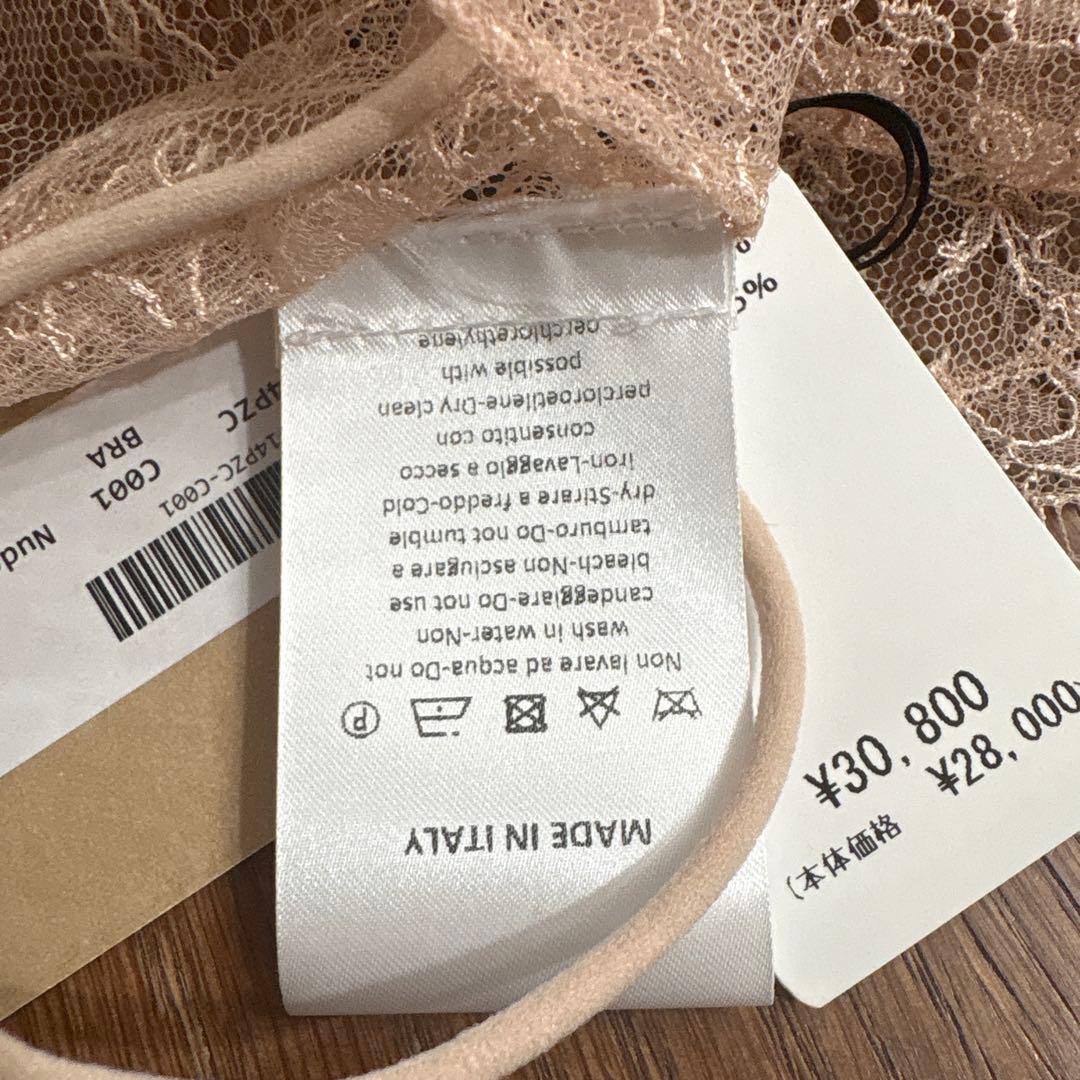 MADE IN ITALY
P
Non lavare ad acqua-Do not
wash in water-Non
candeggiare-Do not use
bleach-Non asciugare a
tamburo-Do not tumble
dry-Stirare a freddo-Cold
iron-Lavaggio a secco
consentito con
percloroetilene-Dry clean
possible with
perchlorethylene
14PZC-C001
4PZC
C001
BRA
Nud
%
%
¥30,800
(本体価格 ¥28,000